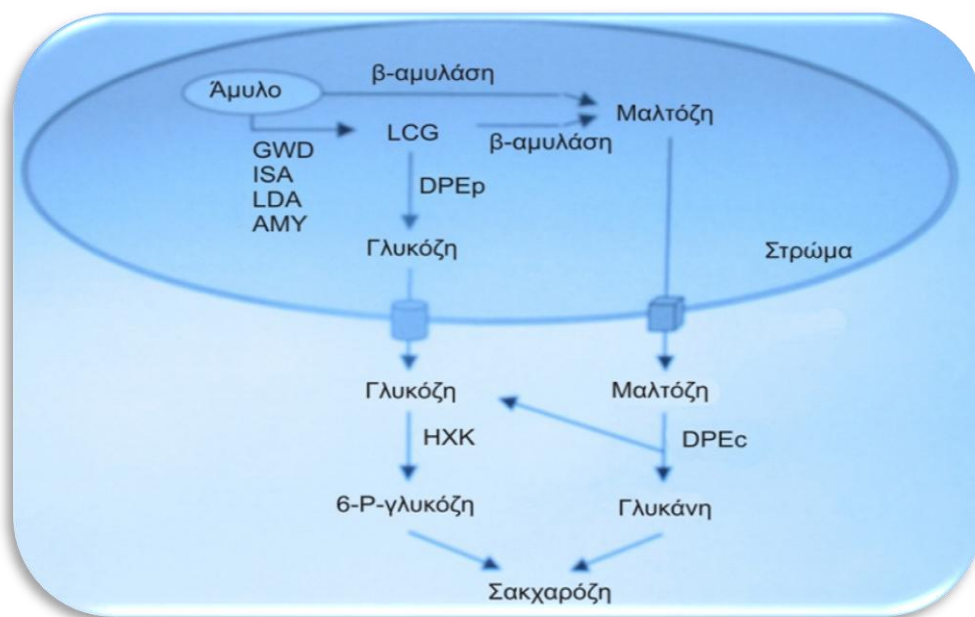 β-αμυλάση
Άμυλο
Μαλτόζη
LCG
β-αμυλάση
GWD
ISA
LDA
AMY
DPEp
Γλυκόζη
Στρώμα
Γλυκόζη
Μαλτόζη
HXK
DPEc
6-P-γλυκόζη
Γλυκάνη
Σακχαρόζη